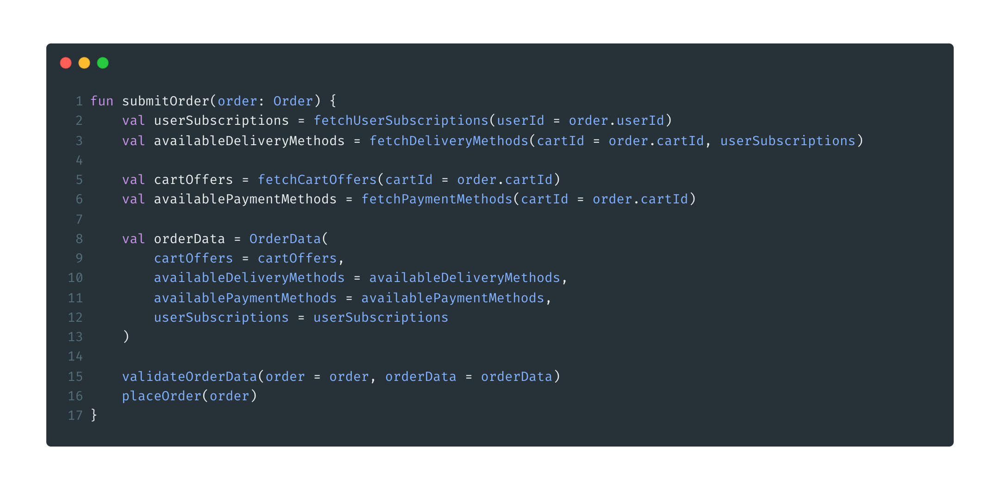 1 fun submitOrder(order: Order) {
2     val userSubscriptions = fetchUserSubscriptions(userId = order.userId)
3     val availableDeliveryMethods = fetchDeliveryMethods(cartId = order.cartId, userSubscriptions)
4
5     val cartOffers = fetchCartOffers(cartId = order.cartId)
6     val availablePaymentMethods = fetchPaymentMethods(cartId = order.cartId)
7
8     val orderData = OrderData(
9         cartOffers = cartOffers,
10         availableDeliveryMethods = availableDeliveryMethods,
11         availablePaymentMethods = availablePaymentMethods,
12         userSubscriptions = userSubscriptions
13     )
14
15     validateOrderData(order = order, orderData = orderData)
16     placeOrder(order)
17 }